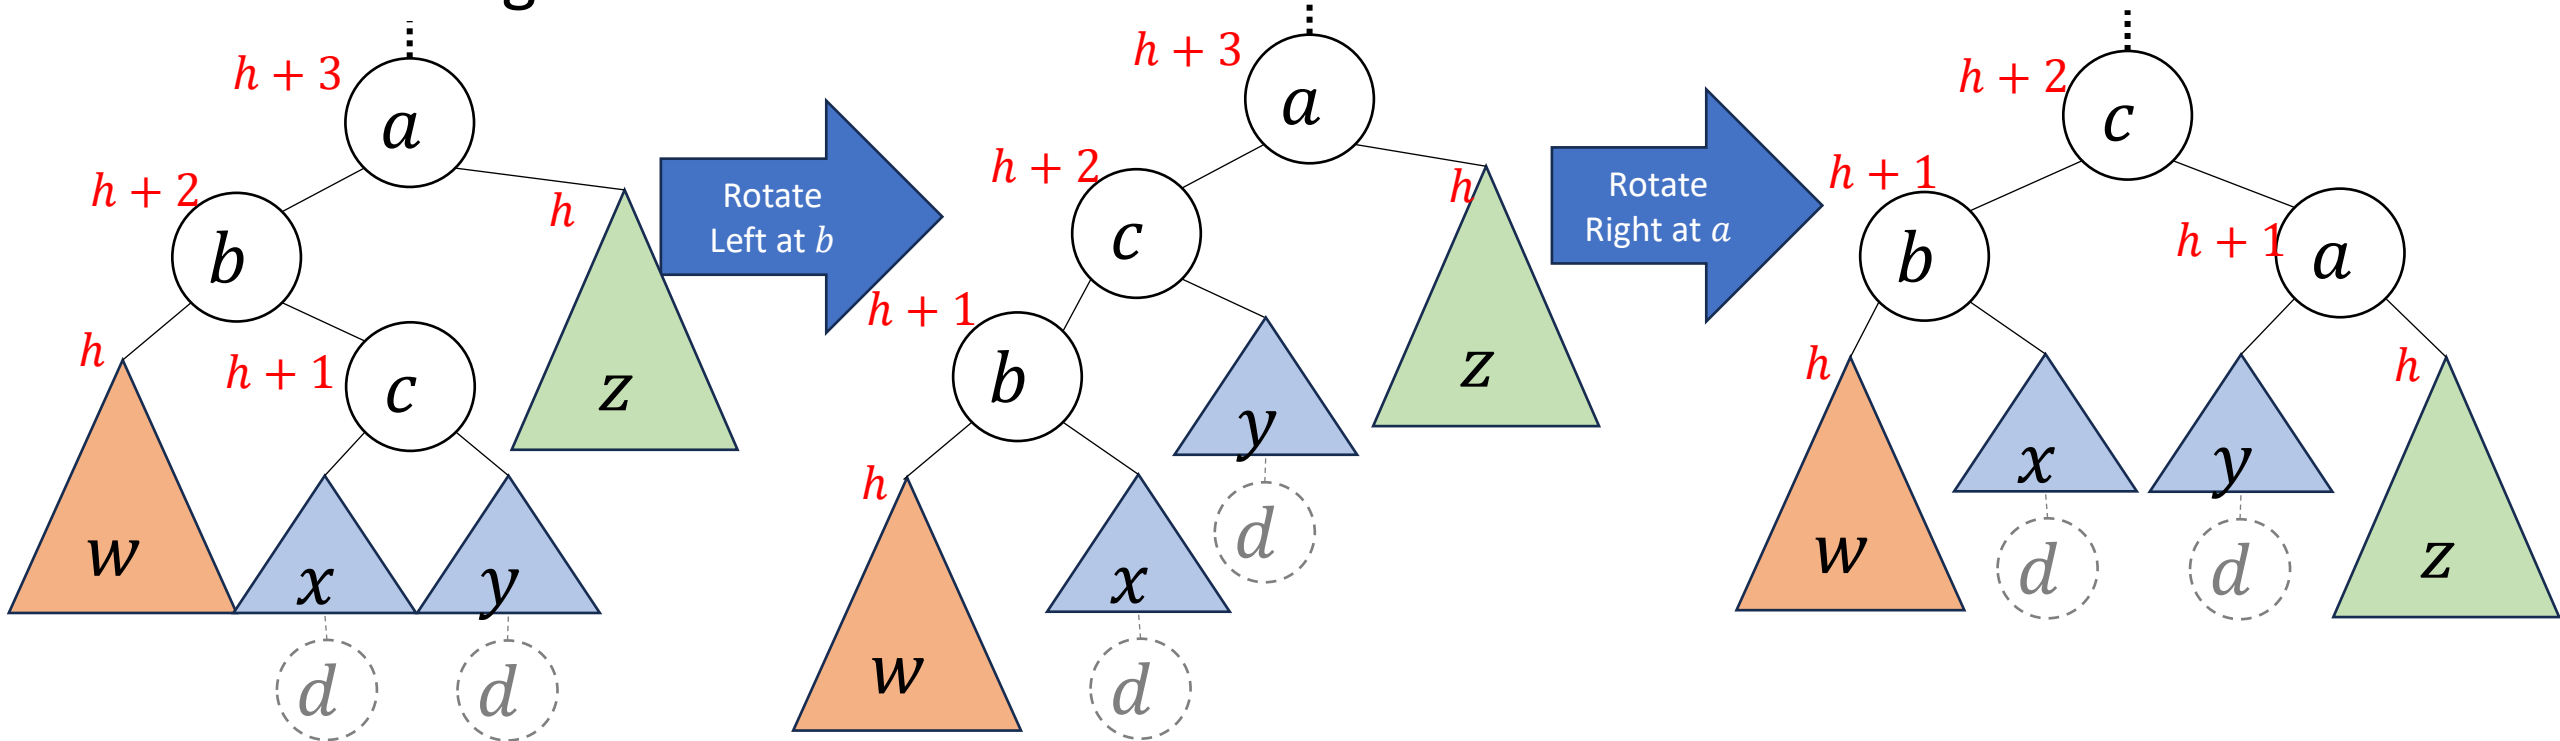 g
h + 3
a
h + 2
b
h
h
h + 1
c
z
w
x
y
d
d
Rotate
Left at b
h + 3
a
h + 2
c
h
h + 1
b
z
y
h
d
x
w
d
Rotate
Right at a
h + 2
c
h + 1
b
h + 1
a
h
h
w
x
y
z
d
d